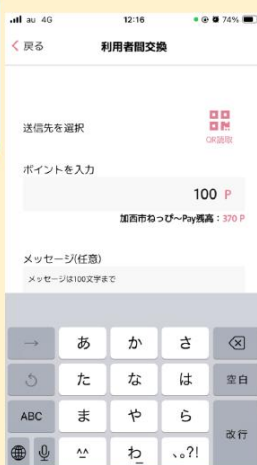 au 4G 12:16 74%
戻る 利用者間交換
送信先を選択
QR読取
ポイントを入力
100 P
加西市ねっぴ～Pay残高：370 P
メッセージ(任意)
メッセージは100文字まで
→ あ か さ
た な は 空白
ABC ま や ら
改行
^^ わ 、。?!